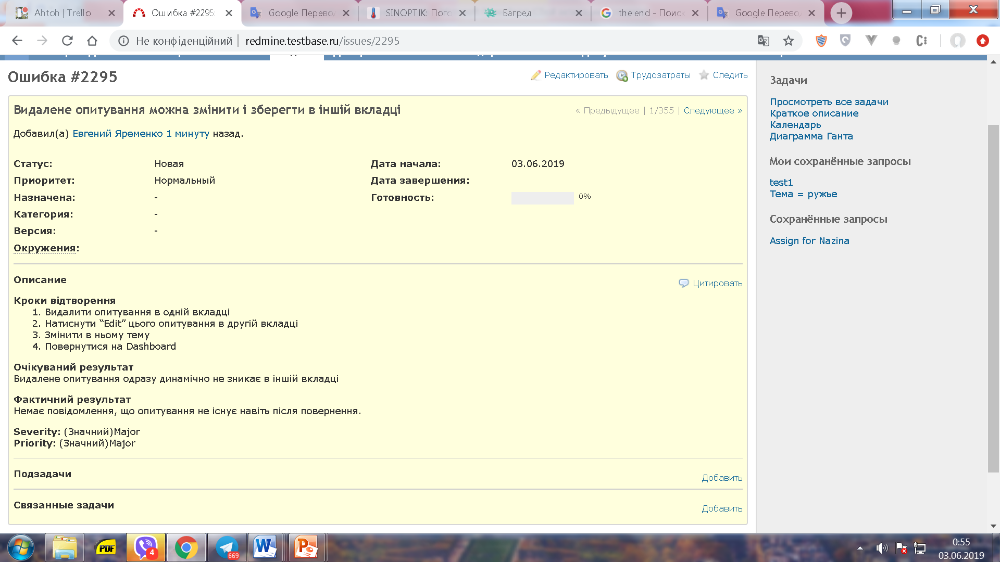 Ahtoh | Trello
Ошибка #2295:
Google Перевод
SINOPTIK: Пого
Багред
the end - Поиск
Google Перевод
Не конфіденційний | redmine.testbase.ru/issues/2295
Ошибка #2295
Редактировать
Трудозатраты
Следить
Видалене опитування можна змінити і зберегти в іншій вкладці
« Предыдущее | 1/355 | Следующее »
Добавил(а) Евгений Яременко 1 минуту назад.
Статус: Новая
Дата начала: 03.06.2019
Приоритет: Нормальный
Дата завершения:
Назначена: -
Готовность: 0%
Категория: -
Версия: -
Окружения:
Описание
Цитировать
Кроки відтворення
1. Видалити опитування в одній вкладці
2. Натиснути “Edit” цього опитування в другій вкладці
3. Змінити в ньому тему
4. Повернутися на Dashboard
Очікуваний результат
Видалене опитування одразу динамічно не зникає в іншій вкладці
Фактичний результат
Немає повідомлення, що опитування не існує навіть після повернення.
Severity: (Значний)Major
Priority: (Значний)Major
Подзадачи
Добавить
Связанные задачи
Добавить
Задачи
Просмотреть все задачи
Краткое описание
Календарь
Диаграмма Ганта
Мои сохранённые запросы
test1
Тема = ружье
Сохранённые запросы
Assign for Nazina
PDF
4
669
0:55
03.06.2019